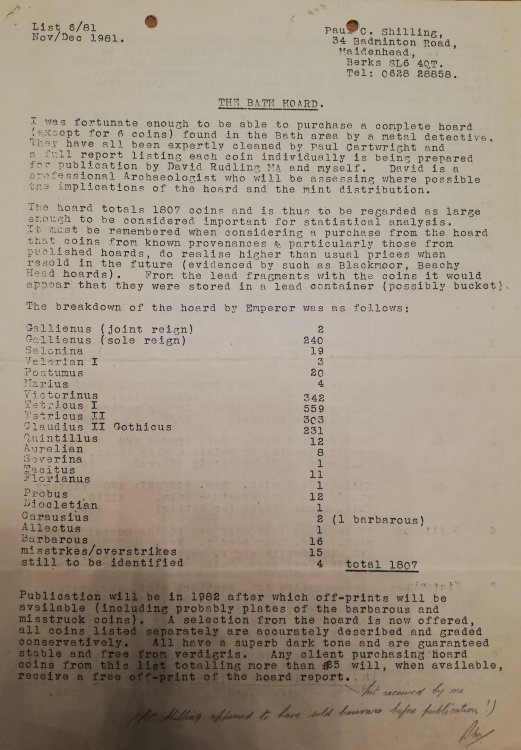 List 6/81
Nov/Dec 1981.
Paul C. Shilling,
34 Badminton Road,
Maidenhead,
Berks SL6 4QT.
Tel: 0628 28858.
THE BATH HOARD.
I was fortunate enough to be able to purchase a complete hoard
(except for 6 coins) found in the Bath area by a metal detective.
They have all been expertly cleaned by Paul Cartwright and
a full report listing each coin individually is being prepared
for publication by David Rudling MA and myself. David is a
professional Archaeologist who will be assessing where possible
the implications of the hoard and the mint distribution.
The hoard totals 1807 coins and is thus to be regarded as large
enough to be considered important for statistical analysis.
It must be remembered when considering a purchase from the hoard
that coins from known provenances & particularly those from
published hoards, do realise higher than usual prices when
resold in the future (evidenced by such as Blackmoor, Beachy
Head hoards). From the lead fragments with the coins it would
appear that they were stored in a lead container (possibly bucket).
The breakdown of the hoard by Emperor was as follows:
Gallienus (joint reign) 2
Gallienus (sole reign) 240
Salonina 19
Valerian I 3
Postumus 20
Marius 4
Victorinus 342
Tetricus I 559
Tetricus II 303
Claudius II Gothicus 231
Quintillus 12
Aurelian 8
Severina 1
Tacitus 11
Florianus 1
Probus 12
Diocletian 1
Carausius 2 (1 barbarous)
Allectus 1
Barbarous 16
misstrkes/overstrikes 15
still to be identified 4 total 1807
Publication will be in 1982 after which off-prints will be
available (including probably plates of the barbarous and
misstruck coins). A selection from the hoard is now offered,
all coins listed separately are accurately described and graded
conservatively. All have a superb dark tone and are guaranteed
stable and free from verdigris. Any client purchasing hoard
coins from this list totalling more than £5 will, when available,
receive a free off-print of the hoard report..
Not received by me
(Mr. Shilling appeared to have sold business before publication!)